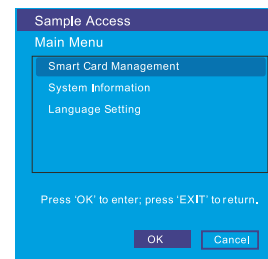 Sample Access
Main Menu
Smart Card Management
System Information
Language Setting
Press ‘OK’ to enter; press ‘EXIT’ to return.
OK Cancel